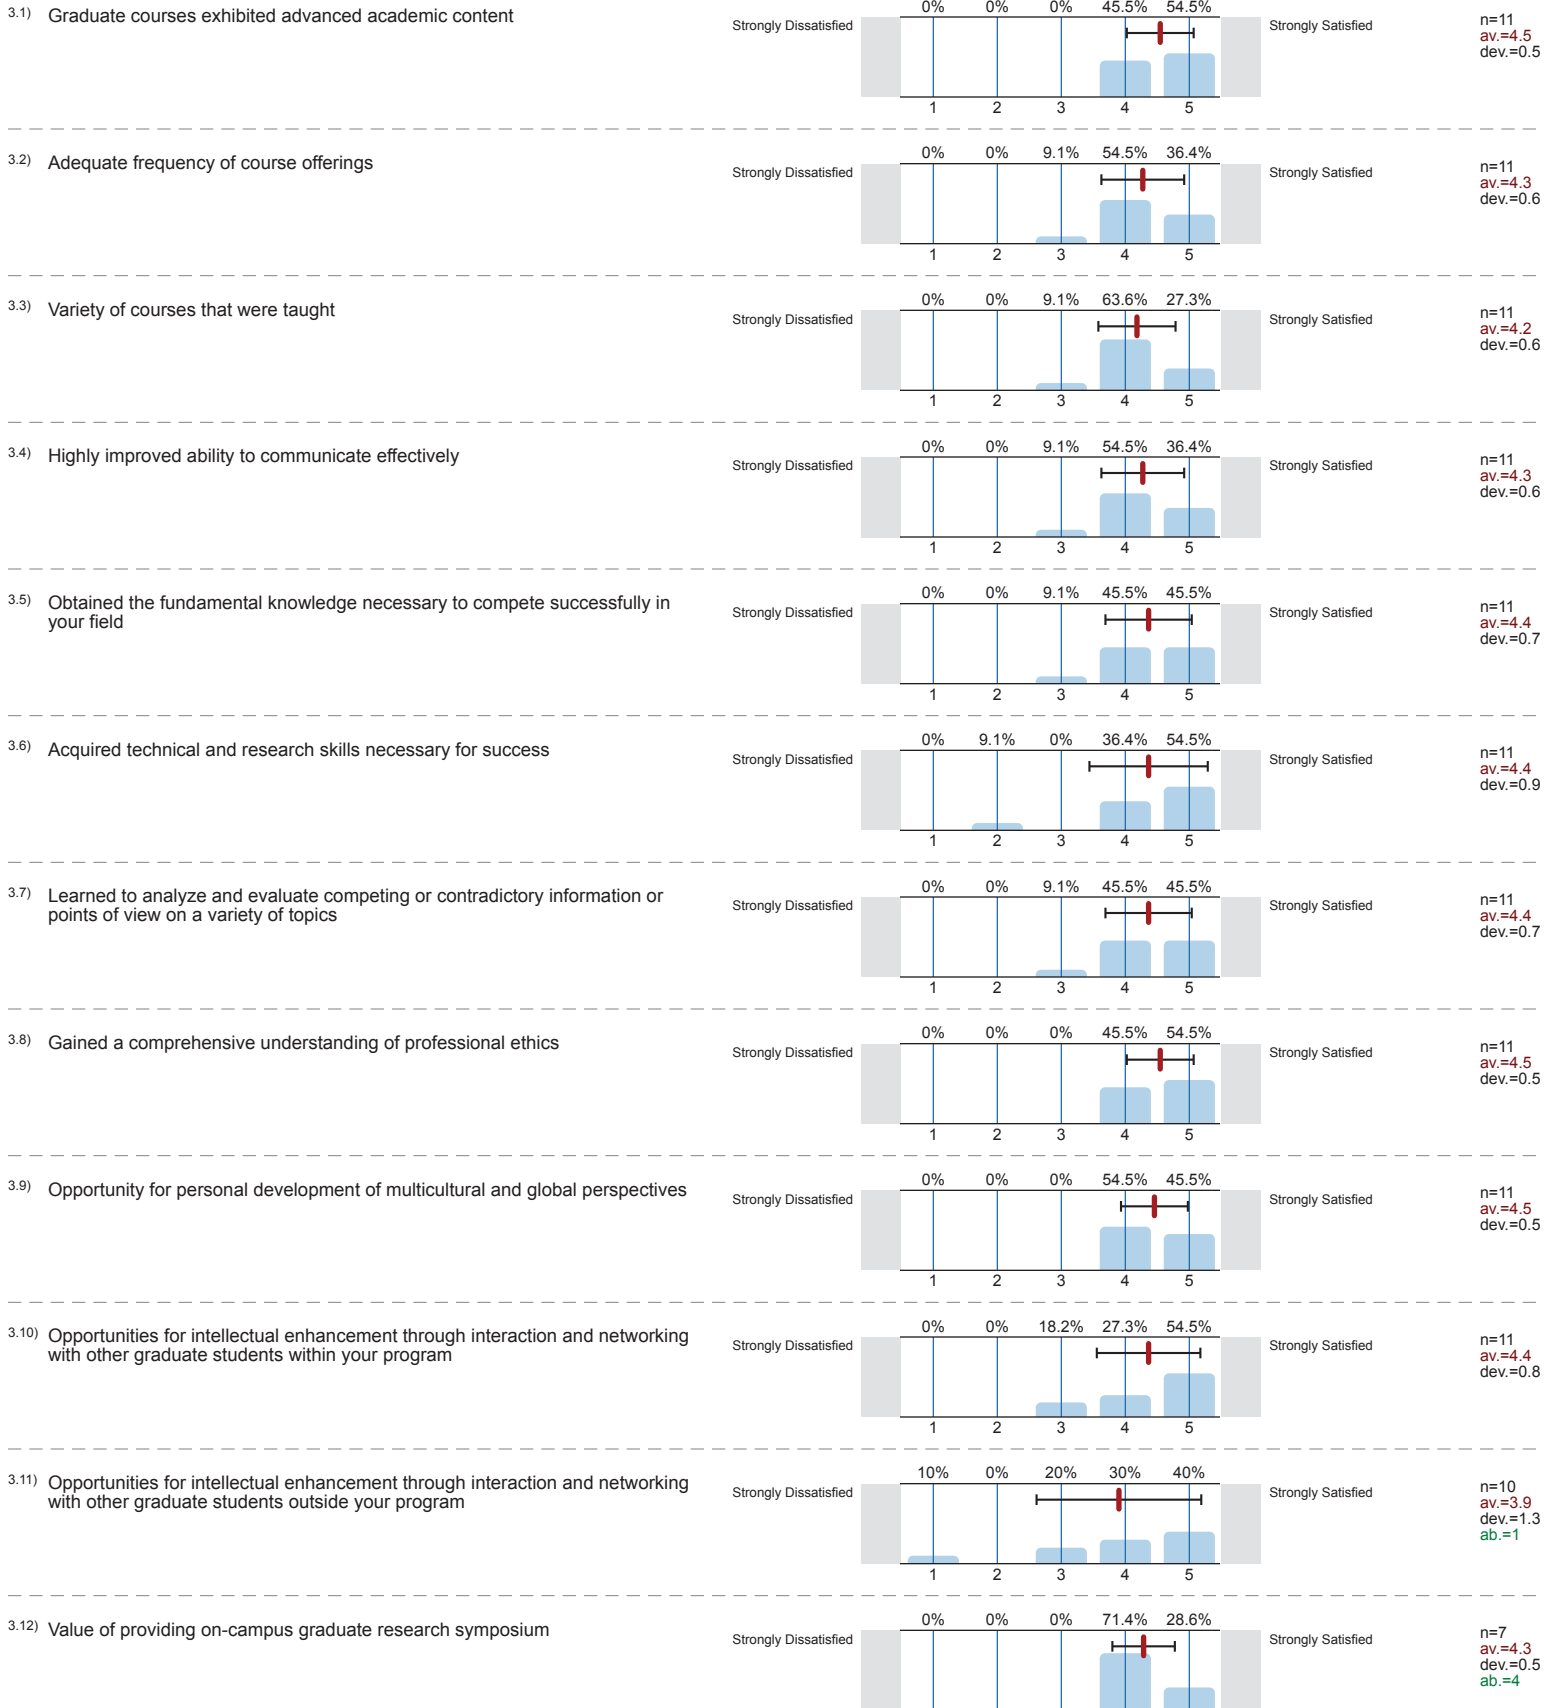 3.1) Graduate courses exhibited advanced academic content
0% 0% 0% 45.5% 54.5%
Strongly Dissatisfied Strongly Satisfied
n=11
av.=4.5
dev.=0.5
1 2 3 4 5
3.2) Adequate frequency of course offerings
0% 0% 9.1% 54.5% 36.4%
Strongly Dissatisfied Strongly Satisfied
n=11
av.=4.3
dev.=0.6
1 2 3 4 5
3.3) Variety of courses that were taught
0% 0% 9.1% 63.6% 27.3%
Strongly Dissatisfied Strongly Satisfied
n=11
av.=4.2
dev.=0.6
1 2 3 4 5
3.4) Highly improved ability to communicate effectively
0% 0% 9.1% 54.5% 36.4%
Strongly Dissatisfied Strongly Satisfied
n=11
av.=4.3
dev.=0.6
1 2 3 4 5
3.5) Obtained the fundamental knowledge necessary to compete successfully in
your field
0% 0% 9.1% 45.5% 45.5%
Strongly Dissatisfied Strongly Satisfied
n=11
av.=4.4
dev.=0.7
1 2 3 4 5
3.6) Acquired technical and research skills necessary for success
0% 9.1% 0% 36.4% 54.5%
Strongly Dissatisfied Strongly Satisfied
n=11
av.=4.4
dev.=0.9
1 2 3 4 5
3.7) Learned to analyze and evaluate competing or contradictory information or
points of view on a variety of topics
0% 0% 9.1% 45.5% 45.5%
Strongly Dissatisfied Strongly Satisfied
n=11
av.=4.4
dev.=0.7
1 2 3 4 5
3.8) Gained a comprehensive understanding of professional ethics
0% 0% 0% 45.5% 54.5%
Strongly Dissatisfied Strongly Satisfied
n=11
av.=4.5
dev.=0.5
1 2 3 4 5
3.9) Opportunity for personal development of multicultural and global perspectives
0% 0% 0% 54.5% 45.5%
Strongly Dissatisfied Strongly Satisfied
n=11
av.=4.5
dev.=0.5
1 2 3 4 5
3.10) Opportunities for intellectual enhancement through interaction and networking
with other graduate students within your program
0% 0% 18.2% 27.3% 54.5%
Strongly Dissatisfied Strongly Satisfied
n=11
av.=4.4
dev.=0.8
1 2 3 4 5
3.11) Opportunities for intellectual enhancement through interaction and networking
with other graduate students outside your program
10% 0% 20% 30% 40%
Strongly Dissatisfied Strongly Satisfied
n=10
av.=3.9
dev.=1.3
ab.=1
1 2 3 4 5
3.12) Value of providing on-campus graduate research symposium
0% 0% 0% 71.4% 28.6%
Strongly Dissatisfied Strongly Satisfied
n=7
av.=4.3
dev.=0.5
ab.=4